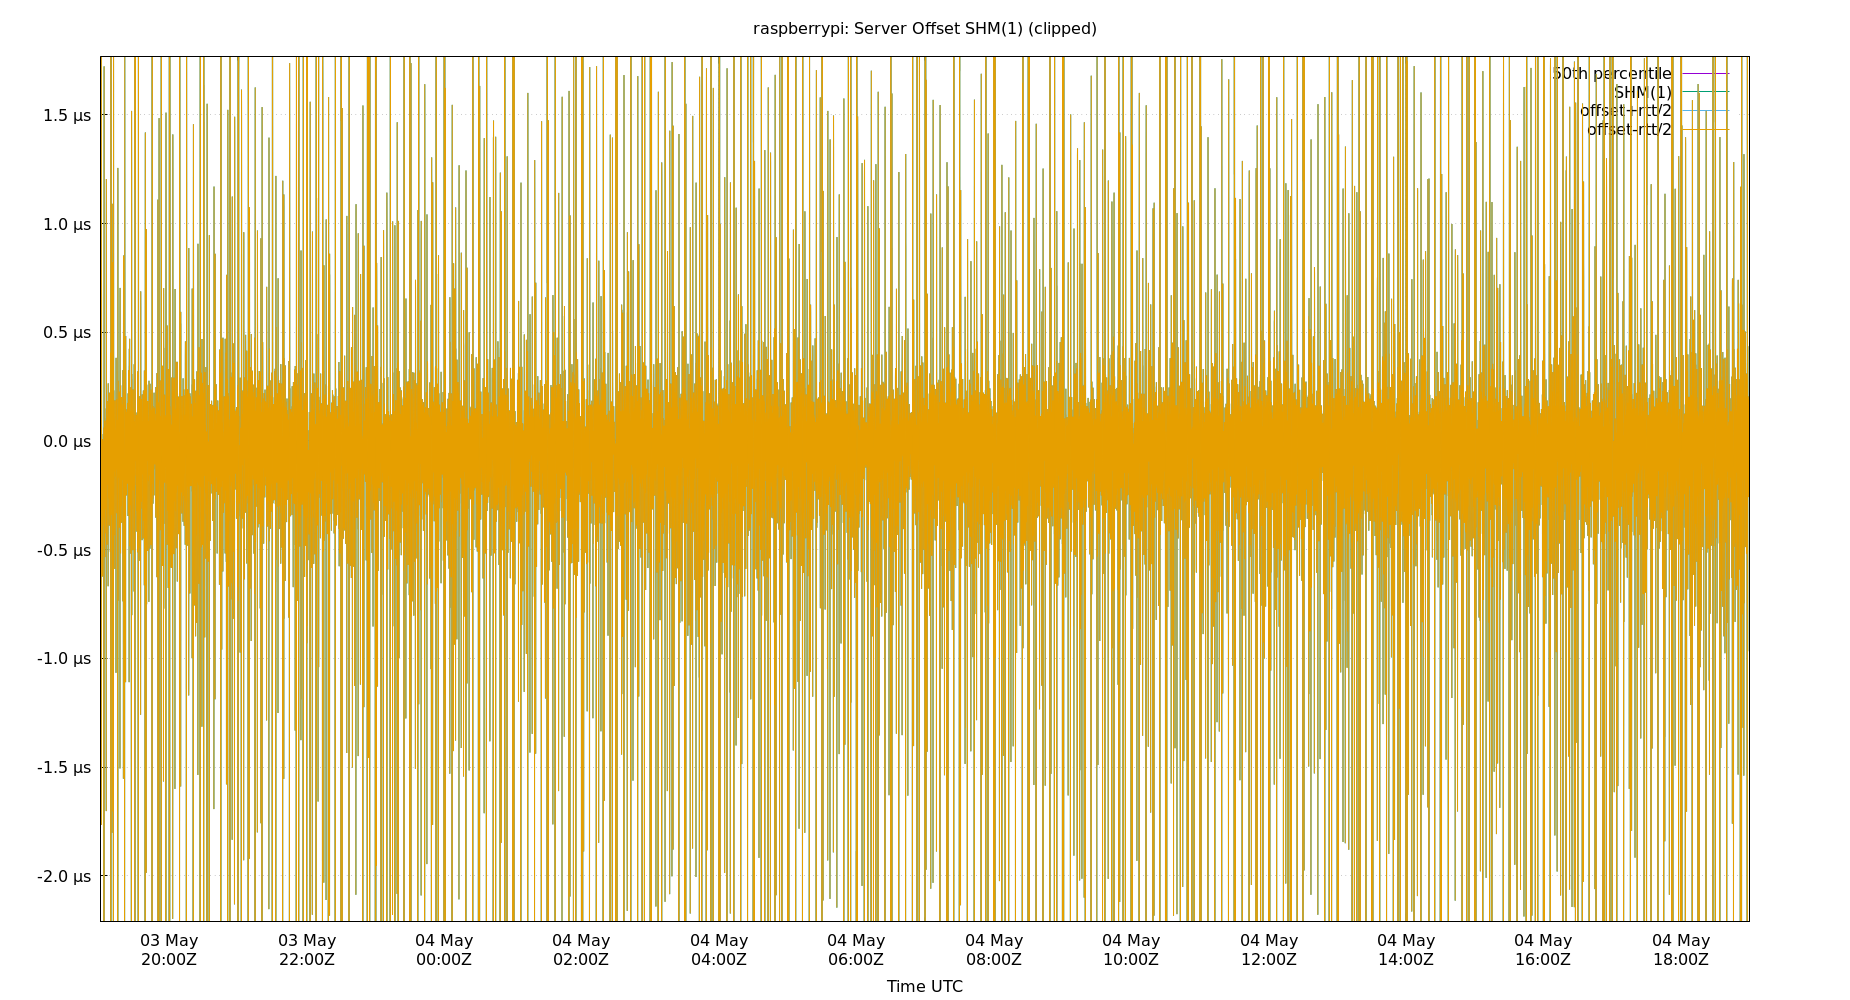 raspberrypi: Server Offset SHM(1) (clipped)
50th percentile
SHM(1)
offset+rtt/2
offset-rtt/2
1.5 μs
1.0 μs
0.5 μs
0.0 μs
-0.5 μs
-1.0 μs
-1.5 μs
-2.0 μs
03 May 03 May 04 May 04 May 04 May 04 May 04 May 04 May 04 May 04 May 04 May 04 May
20:00Z 22:00Z 00:00Z 02:00Z 04:00Z 06:00Z 08:00Z 10:00Z 12:00Z 14:00Z 16:00Z 18:00Z
Time UTC